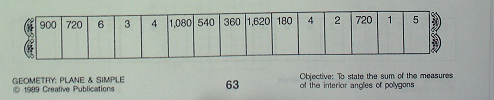 900 720 6 3 4 1,080 540 360 1,620 180 4 2 720 1 5
GEOMETRY: PLANE & SIMPLE
© 1989 Creative Publications
63
Objective: To state the sum of the measures
of the interior angles of polygons